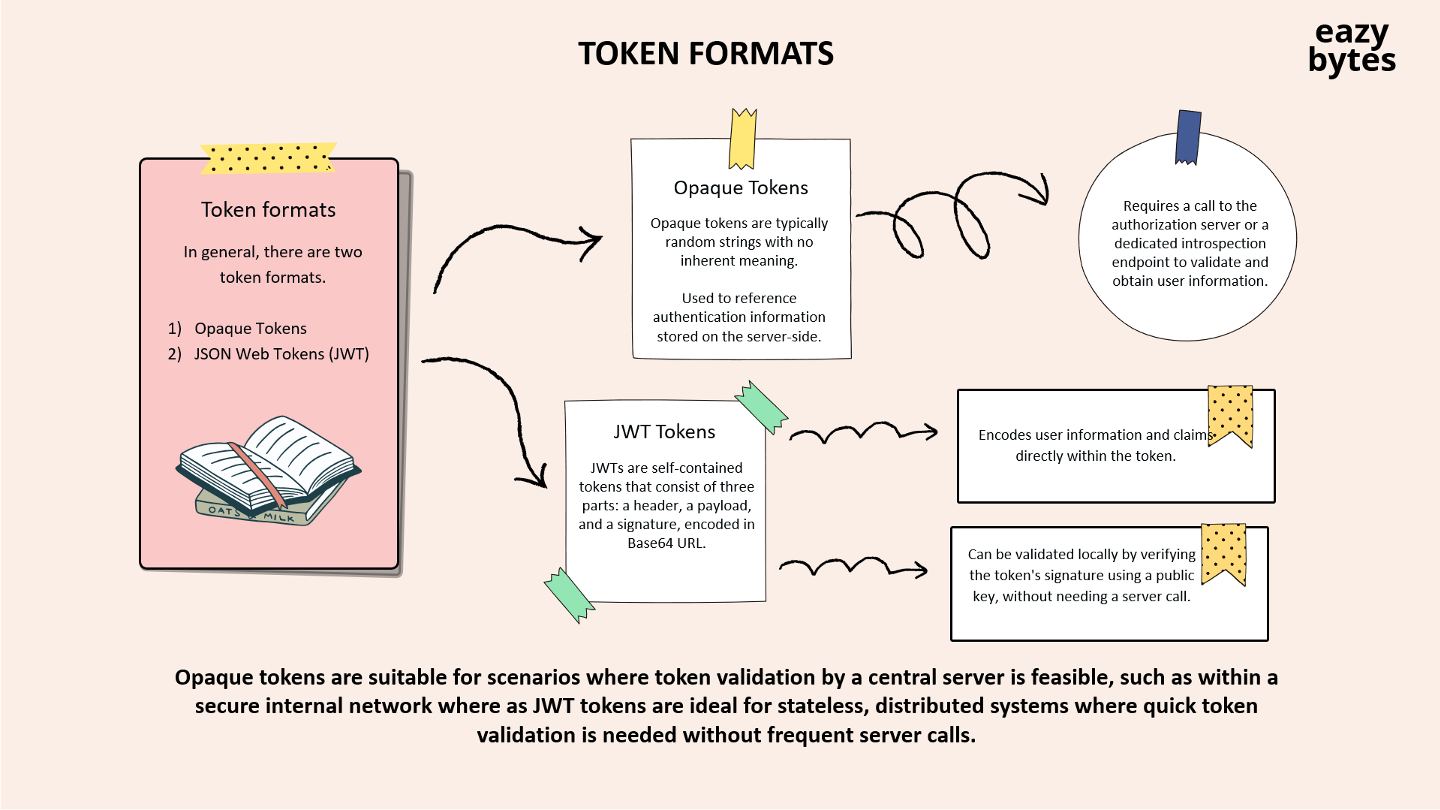 TOKEN FORMATS
eazy
bytes
Token formats
In general, there are two
token formats.
1) Opaque Tokens
2) JSON Web Tokens (JWT)
OATS & MILK
Opaque Tokens
Opaque tokens are typically
random strings with no
inherent meaning.
Used to reference
authentication information
stored on the server-side.
Requires a call to the
authorization server or a
dedicated introspection
endpoint to validate and
obtain user information.
JWT Tokens
JWTs are self-contained
tokens that consist of three
parts: a header, a payload,
and a signature, encoded in
Base64 URL.
Encodes user information and claims
directly within the token.
Can be validated locally by verifying
the token's signature using a public
key, without needing a server call.
Opaque tokens are suitable for scenarios where token validation by a central server is feasible, such as within a
secure internal network where as JWT tokens are ideal for stateless, distributed systems where quick token
validation is needed without frequent server calls.